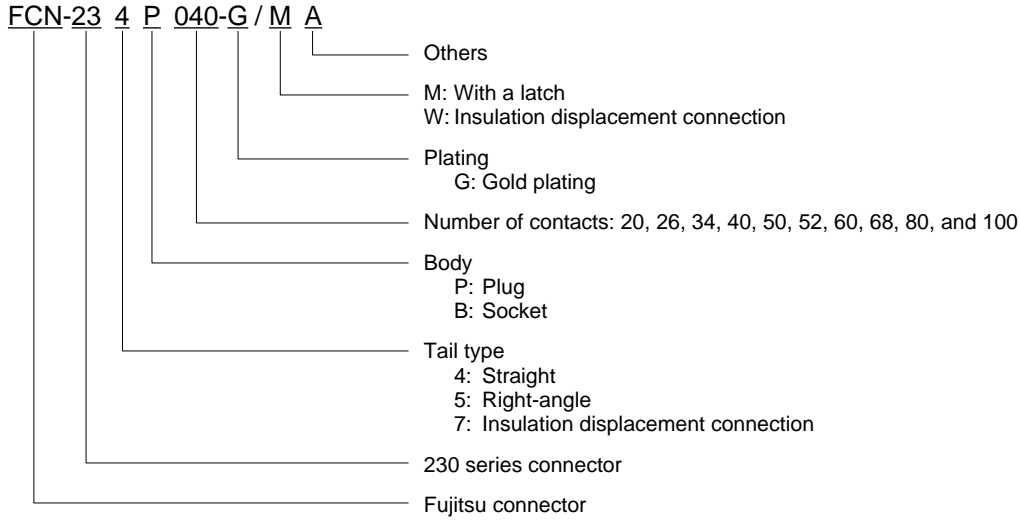 FCN-23 4 P 040-G / M A
Others
M: With a latch
W: Insulation displacement connection
Plating
G: Gold plating
Number of contacts: 20, 26, 34, 40, 50, 52, 60, 68, 80, and 100
Body
P: Plug
B: Socket
Tail type
4: Straight
5: Right-angle
7: Insulation displacement connection
230 series connector
Fujitsu connector